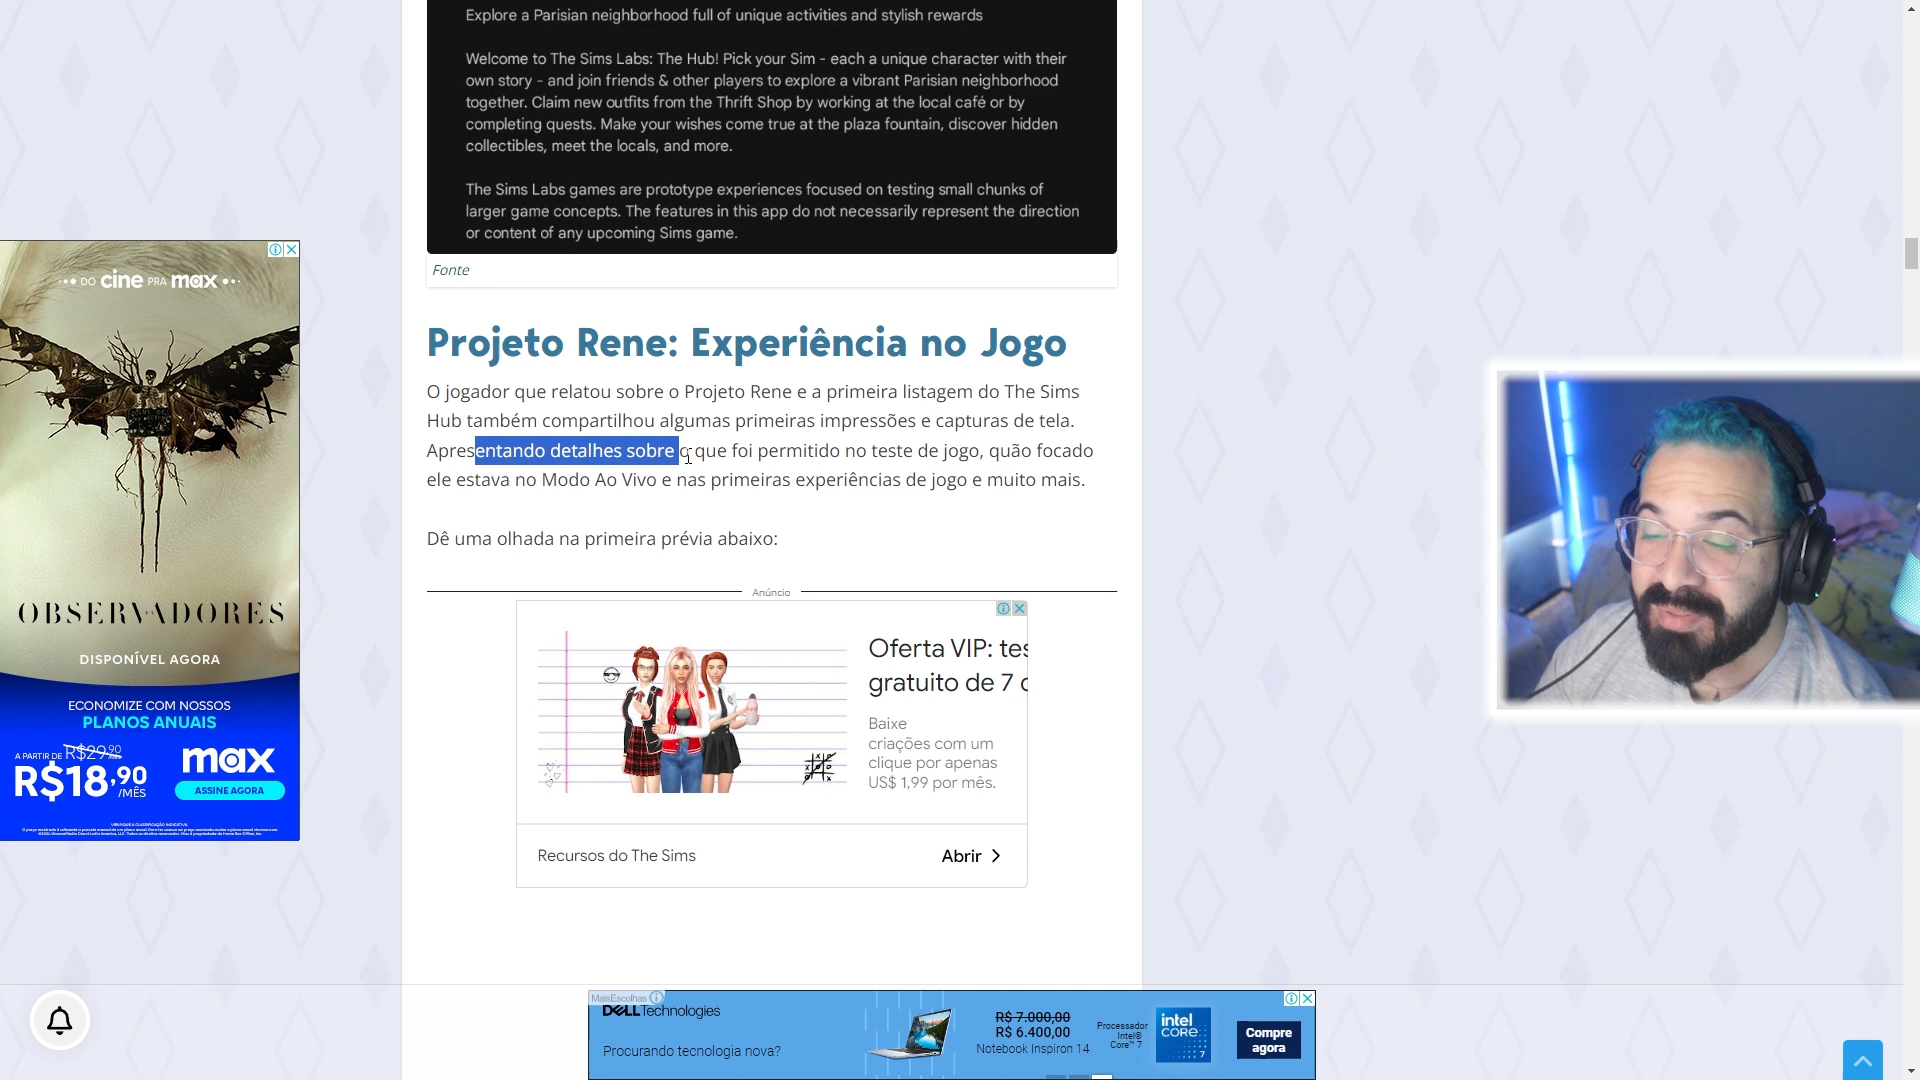 Explore a Parisian neighborhood full of unique activities and stylish rewards
Welcome to The Sims Labs: The Hub! Pick your Sim - each a unique character with their
own story - and join friends & other players to explore a vibrant Parisian neighborhood
together. Claim new outfits from the Thrift Shop by working at the local café or by
completing quests. Make your wishes come true at the plaza fountain, discover hidden
collectibles, meet the locals, and more.
The Sims Labs games are prototype experiences focused on testing small chunks of
larger game concepts. The features in this app do not necessarily represent the direction
or content of any upcoming Sims game.
Fonte
Projeto Rene: Experiência no Jogo
O jogador que relatou sobre o Projeto Rene e a primeira listagem do The Sims
Hub também compartilhou algumas primeiras impressões e capturas de tela.
Apresentando detalhes sobre o que foi permitido no teste de jogo, quão focado
ele estava no Modo Ao Vivo e nas primeiras experiências de jogo e muito mais.
Dê uma olhada na primeira prévia abaixo:
Anúncio
Oferta VIP: tes
gratuito de 7 d
Baixe
criações com um
clique por apenas
US$ 1,99 por mês.
Recursos do The Sims
Abrir
DO cine PRA max
OBSERVADORES
DISPONÍVEL AGORA
ECONOMIZE COM NOSSOS
PLANOS ANUAIS
A PARTIR DE R$29,90
R$18,90 /MÊS
max
ASSINE AGORA
MaisEscolhas
DELL Technologies
Procurando tecnologia nova?
R$ 7.000,00
R$ 6.400,00
Notebook Inspiron 14
Processador
Intel®
Core™ 7
intel
CORE
7
Compre
agora